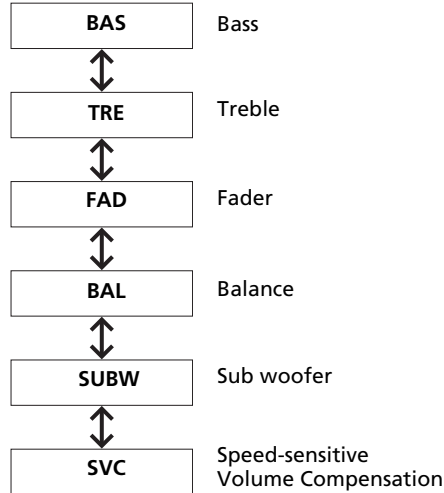 BAS Bass
TRE Treble
FAD Fader
BAL Balance
SUBW Sub woofer
SVC Speed-sensitive
Volume Compensation